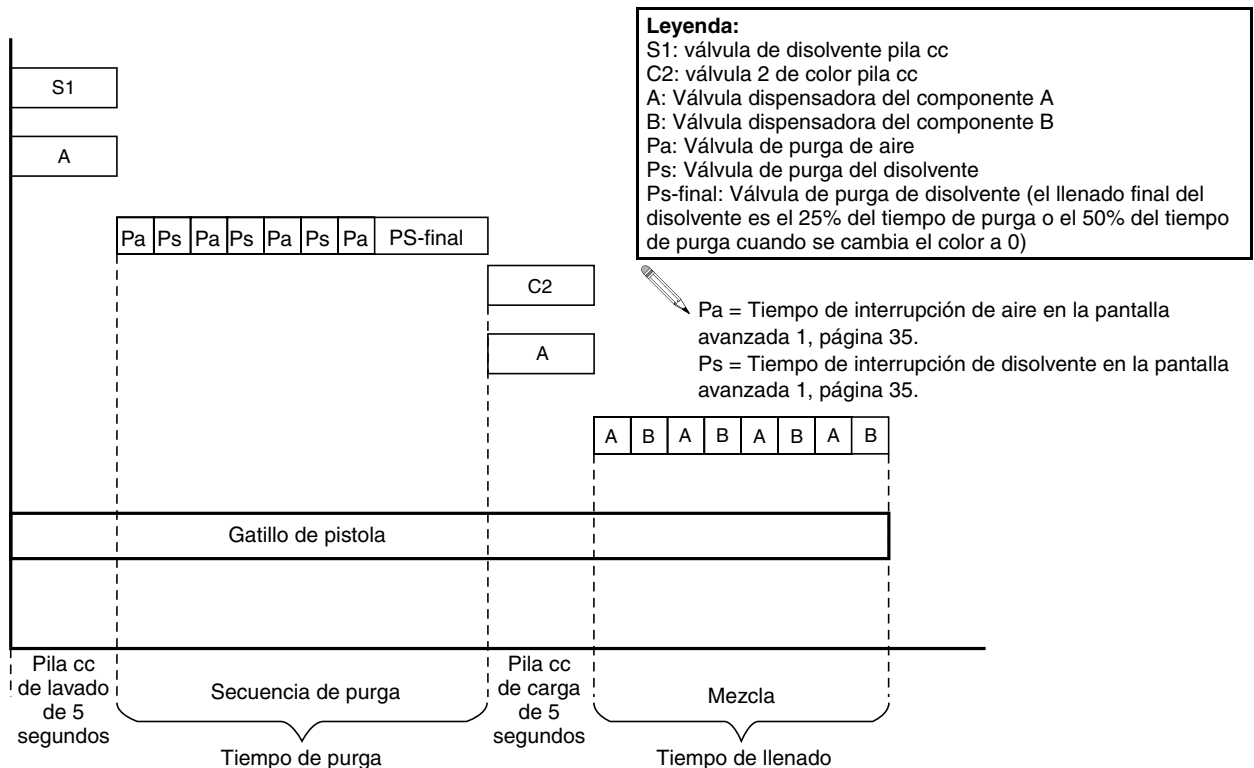 Leyenda:
S1: válvula de disolvente pila cc
C2: válvula 2 de color pila cc
A: Válvula dispensadora del componente A
B: Válvula dispensadora del componente B
Pa: Válvula de purga de aire
Ps: Válvula de purga del disolvente
Ps-final: Válvula de purga de disolvente (el llenado final del
disolvente es el 25% del tiempo de purga o el 50% del tiempo
de purga cuando se cambia el color a 0)
S1
A
Pa Ps Pa Ps Pa Ps Pa PS-final
C2
A
Pa = Tiempo de interrupción de aire en la pantalla
avanzada 1, página 35.
Ps = Tiempo de interrupción de disolvente en la pantalla
avanzada 1, página 35.
A B A B A B A B
Gatillo de pistola
Pila cc
de lavado
de 5
segundos
Secuencia de purga
Tiempo de purga
Pila cc
de carga
de 5
segundos
Mezcla
Tiempo de llenado